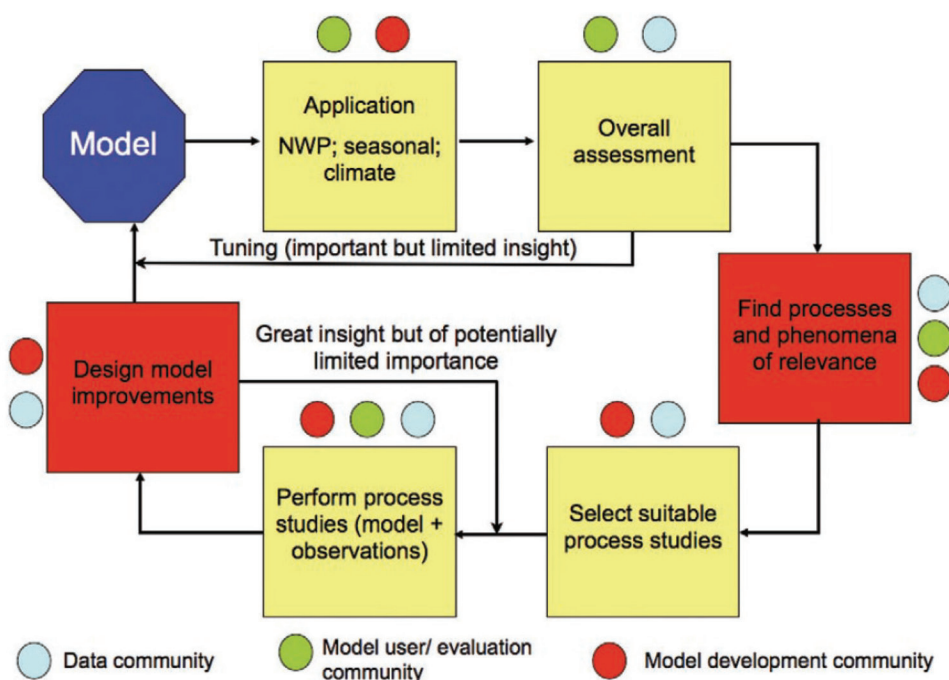 Model
Application
NWP; seasonal;
climate
Overall
assessment
Tuning (important but limited insight)
Find processes
and phenomena
of relevance
Great insight but of potentially
limited importance
Design model
improvements
Perform process
studies (model +
observations)
Select suitable
process studies
Data community
Model user/ evaluation
community
Model development community